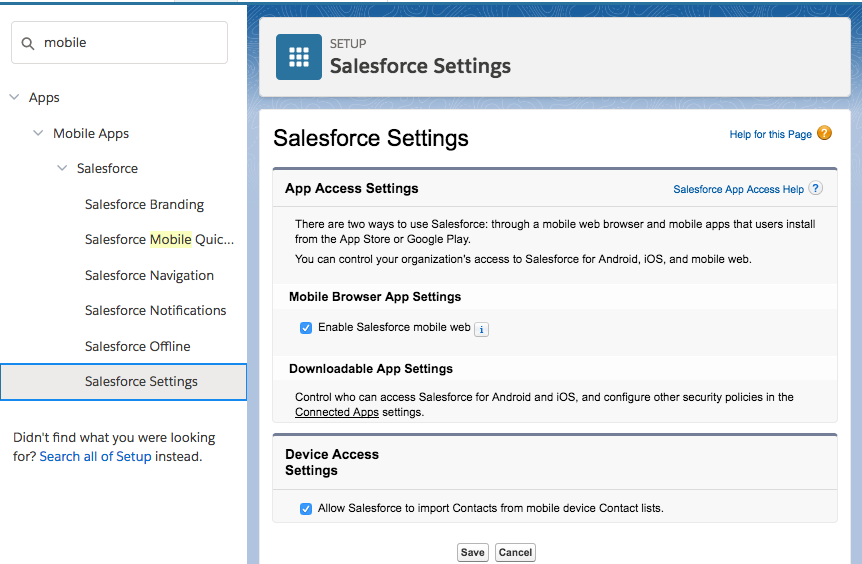 mobile
Apps
Mobile Apps
Salesforce
Salesforce Branding
Salesforce Mobile Quic...
Salesforce Navigation
Salesforce Notifications
Salesforce Offline
Salesforce Settings
Didn't find what you were looking
for? Search all of Setup instead.
SETUP
Salesforce Settings
Salesforce Settings
Help for this Page ?
App Access Settings
Salesforce App Access Help ?
There are two ways to use Salesforce: through a mobile web browser and mobile apps that users install
from the App Store or Google Play.
You can control your organization's access to Salesforce for Android, iOS, and mobile web.
Mobile Browser App Settings
Enable Salesforce mobile web i
Downloadable App Settings
Control who can access Salesforce for Android and iOS, and configure other security policies in the
Connected Apps settings.
Device Access
Settings
Allow Salesforce to import Contacts from mobile device Contact lists.
Save Cancel